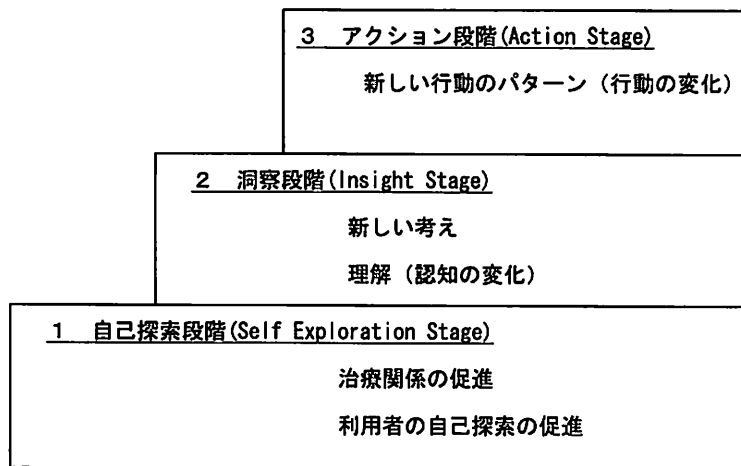 ３　アクション段階(Action Stage)
新しい行動のパターン（行動の変化）
２　洞察段階(Insight Stage)
新しい考え
理解（認知の変化）
１　自己探索段階(Self Exploration Stage)
治療関係の促進
利用者の自己探索の促進